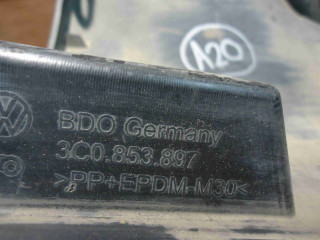 A20
BDO Germany
3C0.853.897
>PP+EPDM-M30<